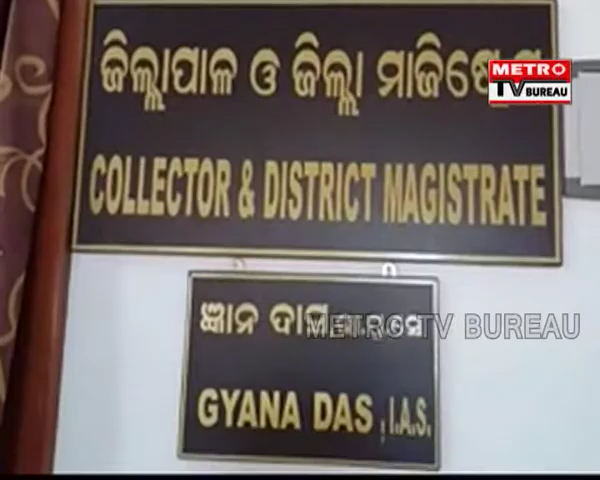 ଜିଲ୍ଲାପାଳ ଓ ଜିଲ୍ଲା
METRO
TV BUREAU
COLLECTOR & DISTRICT MAGISTRATE
ଜ୍ଞାନ ଦାସ
METRO TV BUREAU
GYANA DAS , I.A.S.